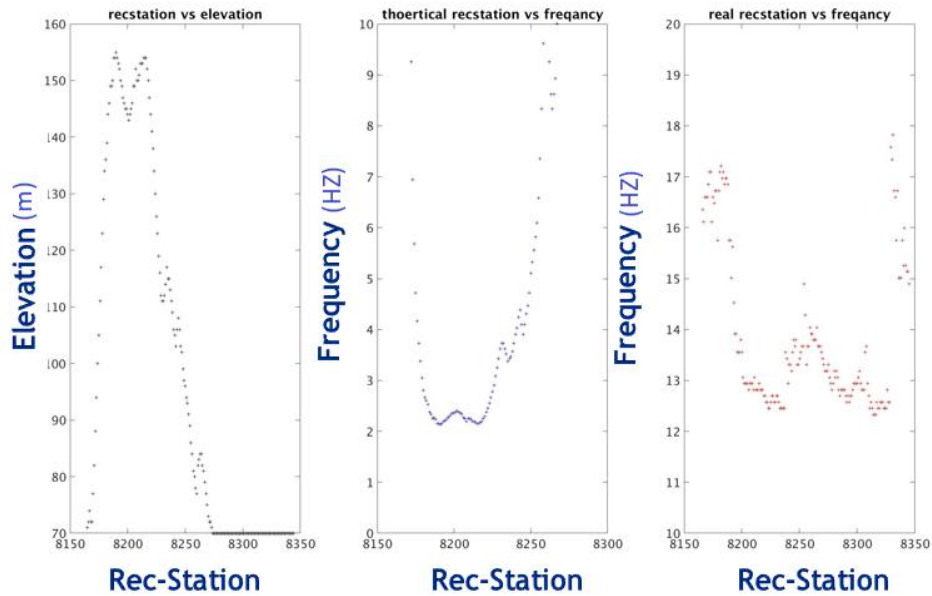 recstation vs elevation
160
150
140
130
120
110
100
90
80
70
8150 8200 8250 8300 8350
Elevation (m)
Rec-Station
thoertical recstation vs freqancy
10
9
8
7
6
5
4
3
2
1
0
8200 8250 8300
Frequency (HZ)
Rec-Station
real recstation vs freqancy
20
19
18
17
16
15
14
13
12
11
10
8150 8200 8250 8300 8350
Frequency (HZ)
Rec-Station